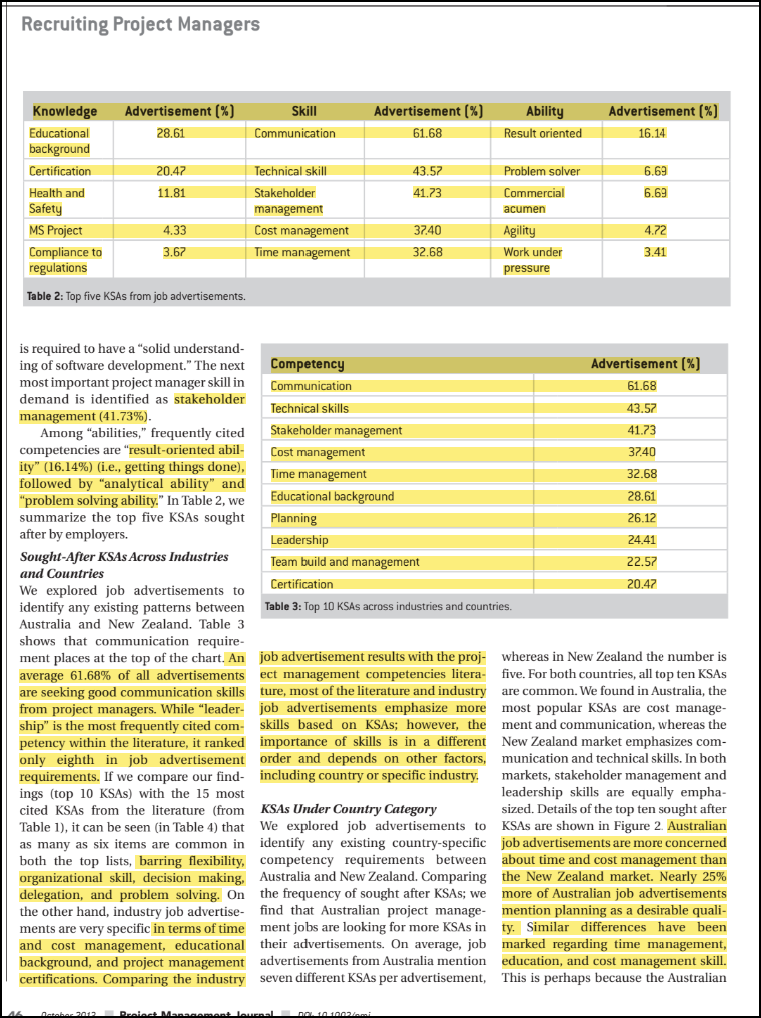 Recruiting Project Managers
Knowledge Advertisement (%) Skill Advertisement (%) Ability Advertisement (%)
Educational background 28.61 Communication 61.68 Result oriented 16.14
Certification 20.47 Technical skill 43.57 Problem solver 6.69
Health and Safety 11.81 Stakeholder management 41.73 Commercial acumen 6.69
MS Project 4.33 Cost management 37.40 Agility 4.72
Compliance to regulations 3.67 Time management 32.68 Work under pressure 3.41
Table 2: Top five KSAs from job advertisements.
is required to have a “solid understand-
ing of software development.” The next
most important project manager skill in
demand is identified as stakeholder
management (41.73%).
Among “abilities,” frequently cited
competencies are “result-oriented abil-
ity” (16.14%) (i.e., getting things done),
followed by “analytical ability” and
“problem solving ability.” In Table 2, we
summarize the top five KSAs sought
after by employers.
Sought-After KSAs Across Industries
and Countries
We explored job advertisements to
identify any existing patterns between
Australia and New Zealand. Table 3
shows that communication require-
ment places at the top of the chart. An
average 61.68% of all advertisements
are seeking good communication skills
from project managers. While “leader-
ship” is the most frequently cited com-
petency within the literature, it ranked
only eighth in job advertisement
requirements. If we compare our find-
ings (top 10 KSAs) with the 15 most
cited KSAs from the literature (from
Table 1), it can be seen (in Table 4) that
as many as six items are common in
both the top lists, barring flexibility,
organizational skill, decision making,
delegation, and problem solving. On
the other hand, industry job advertise-
ments are very specific in terms of time
and cost management, educational
background, and project management
certifications. Comparing the industry
Competency Advertisement (%)
Communication 61.68
Technical skills 43.57
Stakeholder management 41.73
Cost management 37.40
Time management 32.68
Educational background 28.61
Planning 26.12
Leadership 24.41
Team build and management 22.57
Certification 20.47
Table 3: Top 10 KSAs across industries and countries.
job advertisement results with the proj-
ect management competencies litera-
ture, most of the literature and industry
job advertisements emphasize more
skills based on KSAs; however, the
importance of skills is in a different
order and depends on other factors,
including country or specific industry.
KSAs Under Country Category
We explored job advertisements to
identify any existing country-specific
competency requirements between
Australia and New Zealand. Comparing
the frequency of sought after KSAs; we
find that Australian project manage-
ment jobs are looking for more KSAs in
their advertisements. On average, job
advertisements from Australia mention
seven different KSAs per advertisement,
whereas in New Zealand the number is
five. For both countries, all top ten KSAs
are common. We found in Australia, the
most popular KSAs are cost manage-
ment and communication, whereas the
New Zealand market emphasizes com-
munication and technical skills. In both
markets, stakeholder management and
leadership skills are equally empha-
sized. Details of the top ten sought after
KSAs are shown in Figure 2. Australian
job advertisements are more concerned
about time and cost management than
the New Zealand market. Nearly 25%
more of Australian job advertisements
mention planning as a desirable quali-
ty. Similar differences have been
marked regarding time management,
education, and cost management skill.
This is perhaps because the Australian
46 October 2013 Project Management Journal DOI: 10.1002/pmj